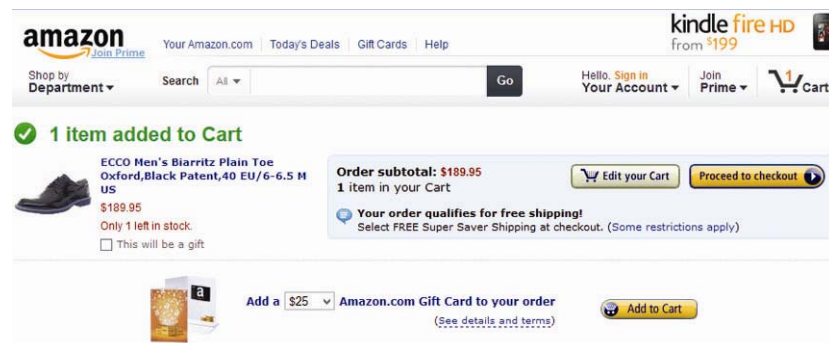 amazon
Join Prime
Your Amazon.com Today's Deals Gift Cards Help
kindle fire HD
from $199
Shop by
Department
Search All Go
Hello. Sign in
Your Account
Join
Prime
1
Cart
1 item added to Cart
ECCO Men's Biarritz Plain Toe
Oxford,Black Patent,40 EU/6-6.5 M
US
$189.95
Only 1 left in stock.
This will be a gift
Order subtotal: $189.95
1 item in your Cart
Edit your Cart
Proceed to checkout
Your order qualifies for free shipping!
Select FREE Super Saver Shipping at checkout. (Some restrictions apply)
a
Add a $25 Amazon.com Gift Card to your order
(See details and terms)
Add to Cart